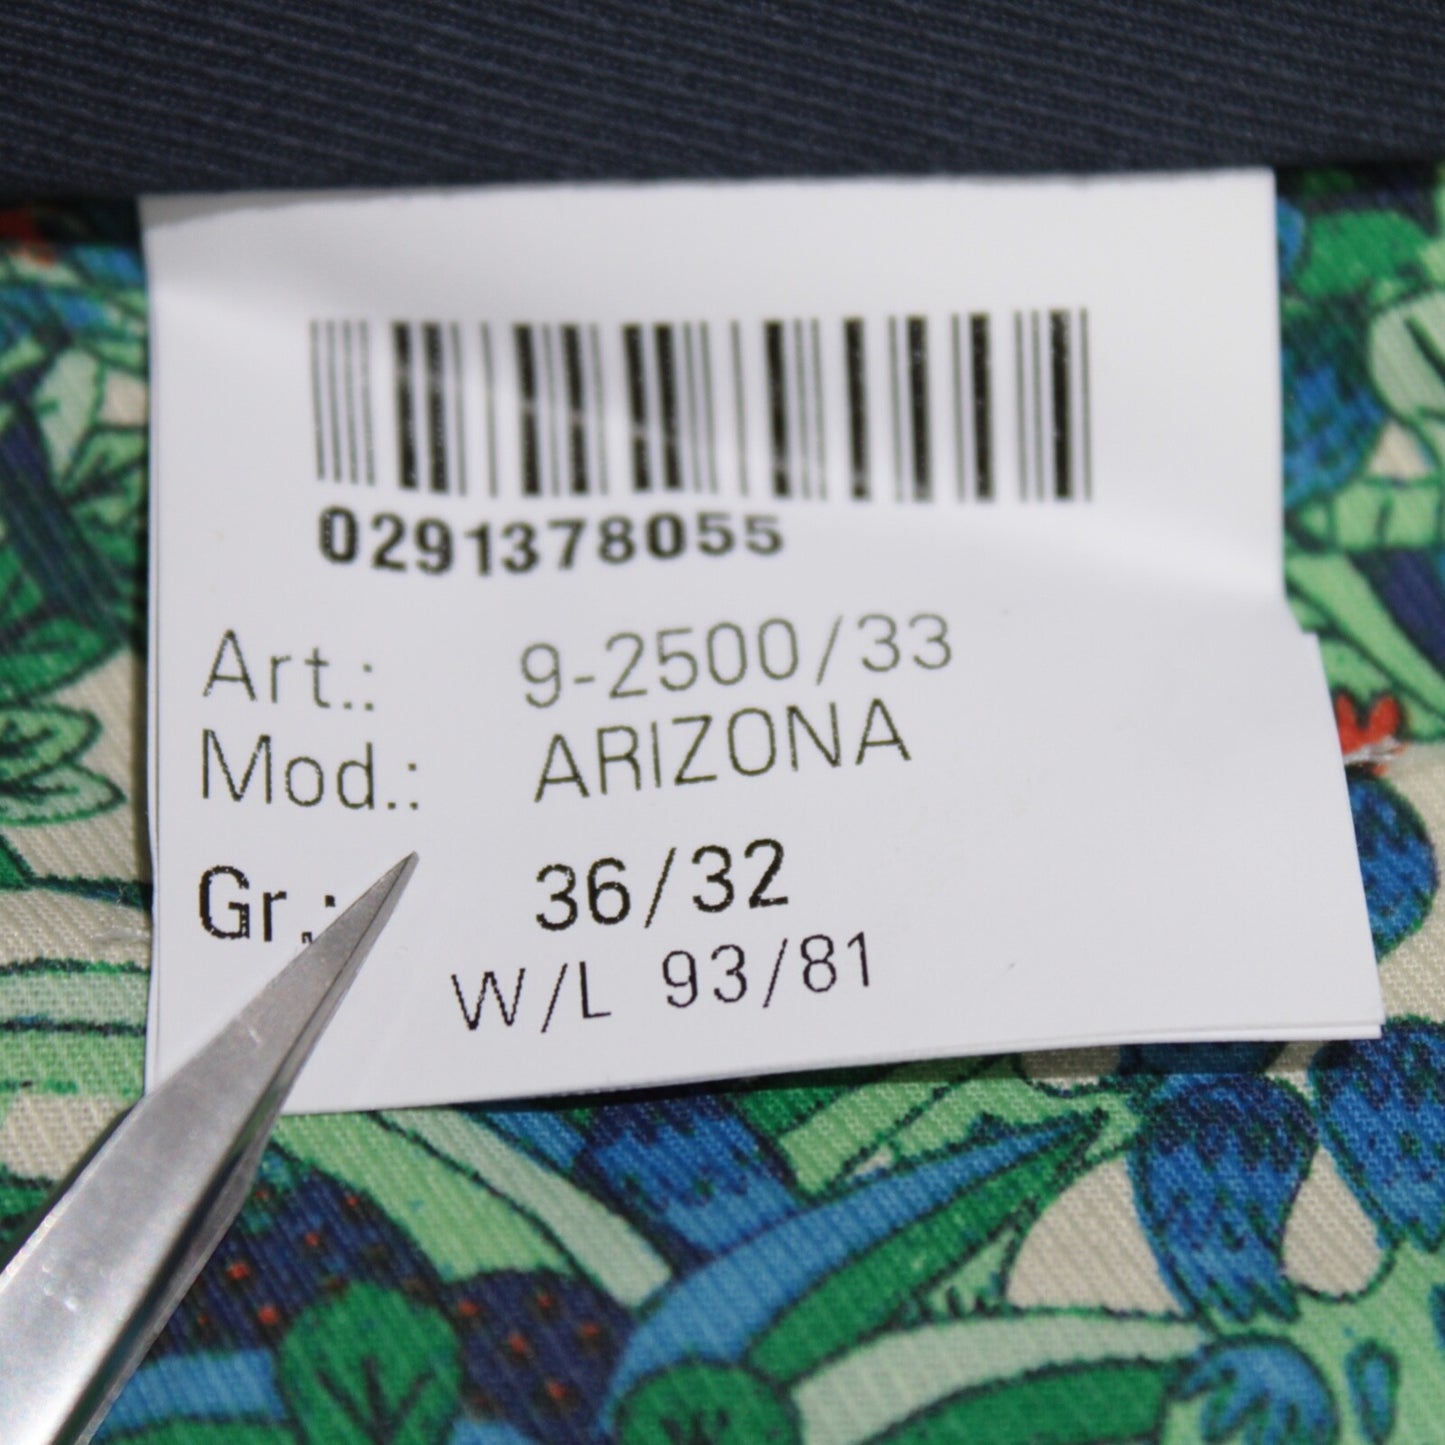 0291378055
Art.: 9-2500/33
Mod.: ARIZONA
Gr.: 36/32
W/L 93/81